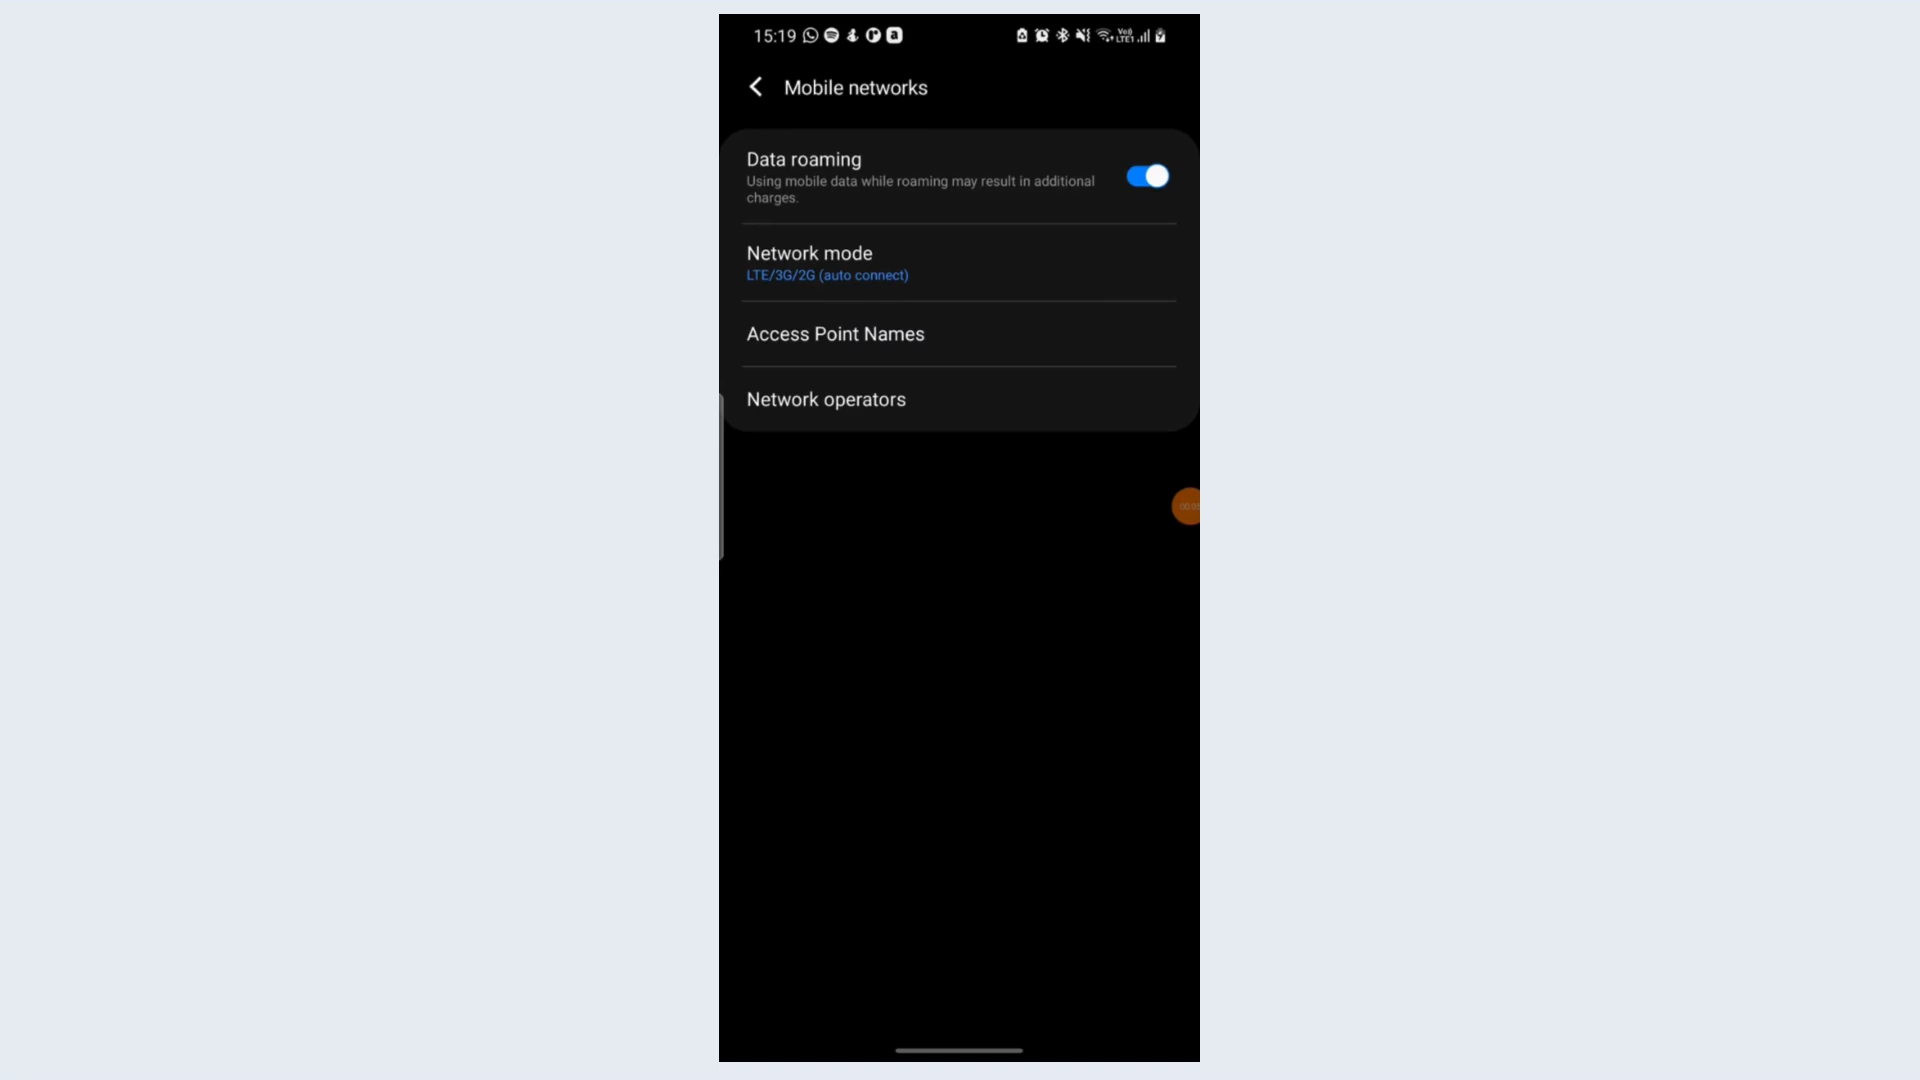 15:19
Mobile networks
Data roaming
Using mobile data while roaming may result in additional
charges.
Network mode
LTE/3G/2G (auto connect)
Access Point Names
Network operators